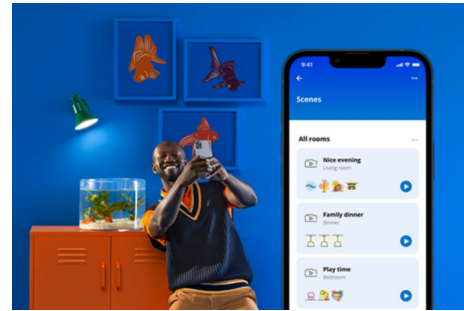 9:41
Scenes
All rooms
Nice evening
Living room
Family dinner
Dinner
Play time
Bedroom